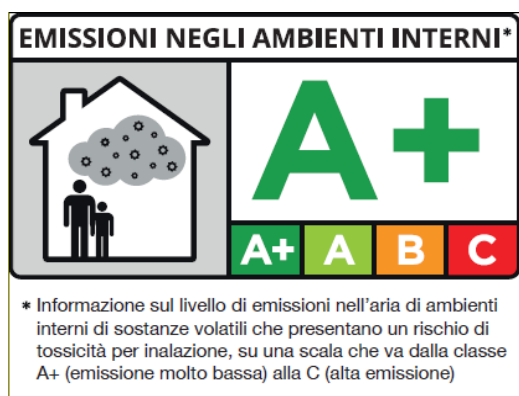 EMISSIONI NEGLI AMBIENTI INTERNI*
A+
A+ A B C
* Informazione sul livello di emissioni nell'aria di ambienti
interni di sostanze volatili che presentano un rischio di
tossicità per inalazione, su una scala che va dalla classe
A+ (emissione molto bassa) alla C (alta emissione)